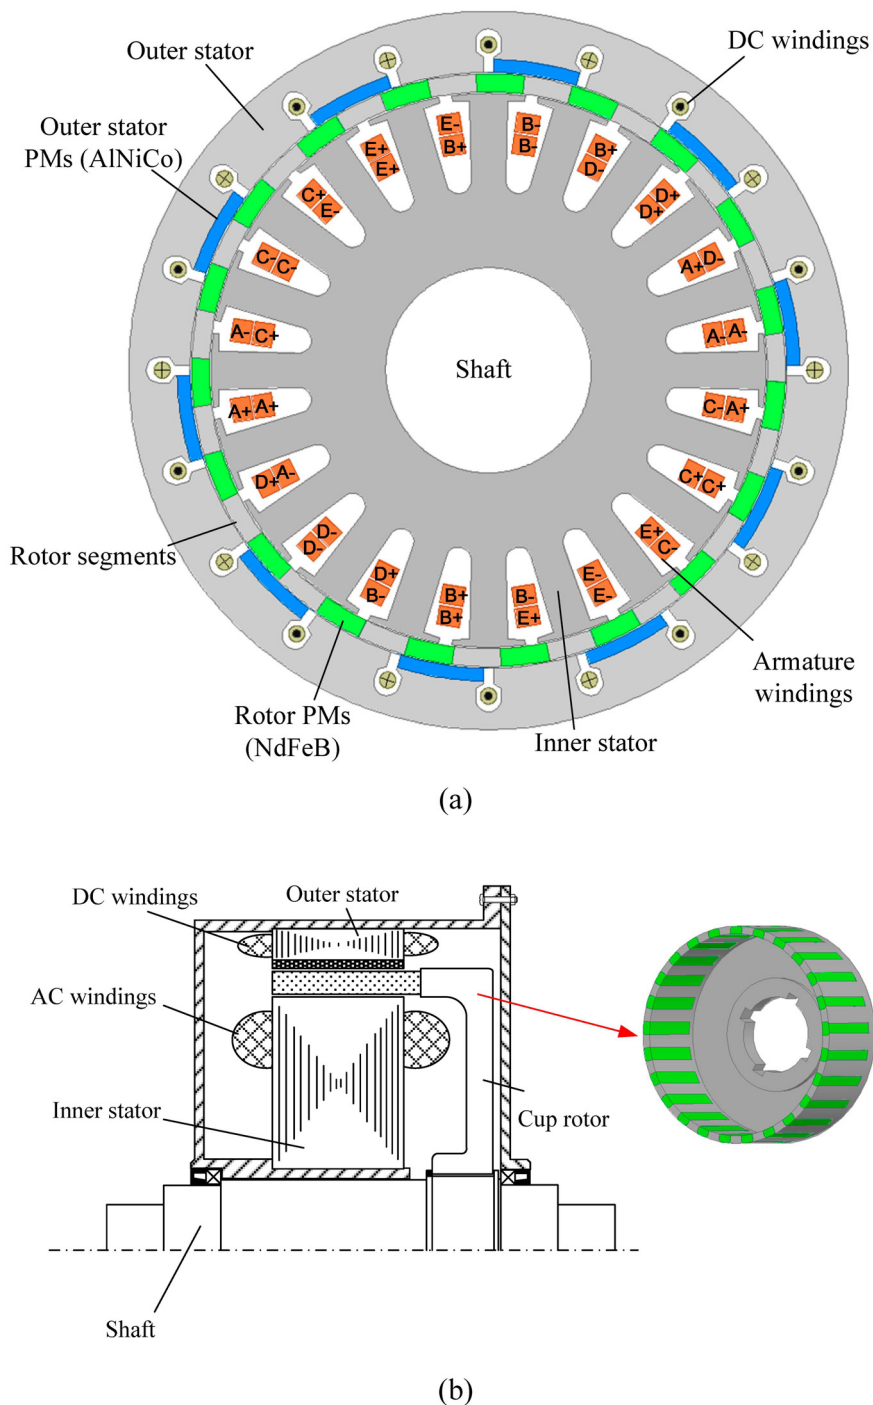 DC windings
Outer stator
Outer stator
PMs (AlNiCo)
E- B-
B+ B-
E+ E+ B+ D-
C+ E- D+ D+
C- C- A+ D-
A- C+ A- A-
Shaft
A+ A+ C- A+
D+ A- C+ C+
D- D- E+ C-
D+ B- E- E-
B+ B-
B+ E+
Rotor segments
Armature
windings
Rotor PMs
(NdFeB)
Inner stator
(a)
DC windings
Outer stator
AC windings
Inner stator
Cup rotor
Shaft
(b)